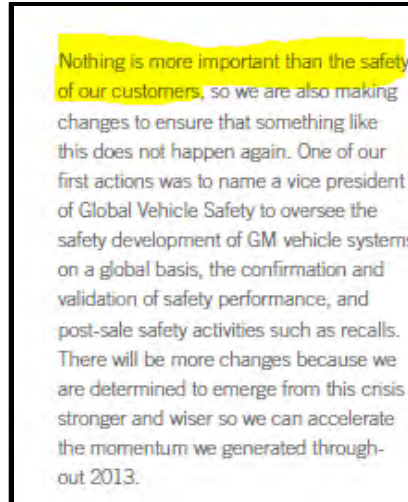 Nothing is more important than the safety
of our customers, so we are also making
changes to ensure that something like
this does not happen again. One of our
first actions was to name a vice president
of Global Vehicle Safety to oversee the
safety development of GM vehicle systems
on a global basis, the confirmation and
validation of safety performance, and
post-sale safety activities such as recalls.
There will be more changes because we
are determined to emerge from this crisis
stronger and wiser so we can accelerate
the momentum we generated through-
out 2013.